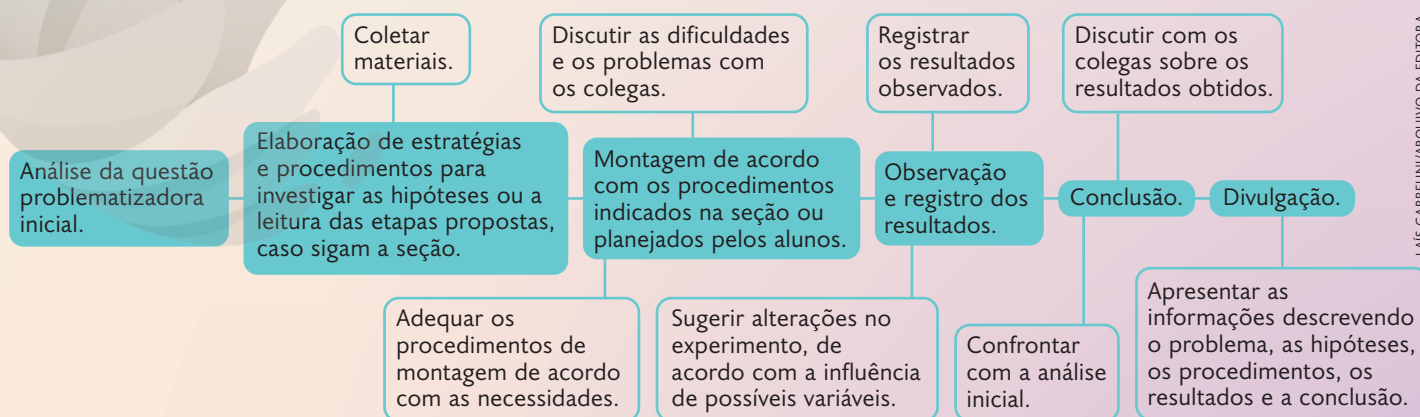 Coletar
materiais.
Discutir as dificuldades
e os problemas com
os colegas.
Registrar
os resultados
observados.
Discutir com os
colegas sobre os
resultados obtidos.
Análise da questão
problematizadora
inicial.
Elaboração de estratégias
e procedimentos para
investigar as hipóteses ou a
leitura das etapas propostas,
caso sigam a seção.
Montagem de acordo
com os procedimentos
indicados na seção ou
planejados pelos alunos.
Observação
e registro dos
resultados.
Conclusão.
Divulgação.
Adequar os
procedimentos de
montagem de acordo
com as necessidades.
Sugerir alterações no
experimento, de
acordo com a influência
de possíveis variáveis.
Confrontar
com a análise
inicial.
Apresentar as
informações descrevendo
o problema, as hipóteses,
os procedimentos, os
resultados e a conclusão.